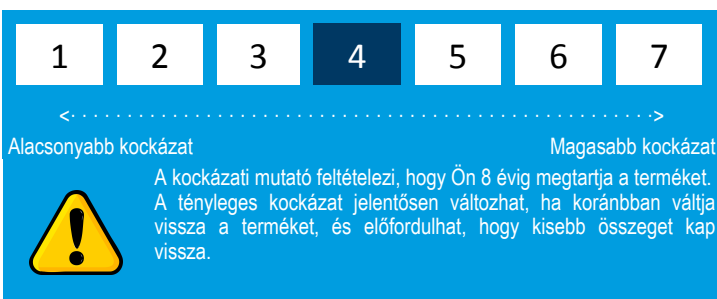 1 2 3 4 5 6 7
<· · · · · · · · · · · · · · · · · · · · · · · · · · · · · · · · · · · · · · · · · · · · · · · · · · · ·>
Alacsonyabb kockázat Magasabb kockázat
A kockázati mutató feltételezi, hogy Ön 8 évig megtartja a terméket.
A tényleges kockázat jelentősen változhat, ha koránbban váltja
vissza a terméket, és előfordulhat, hogy kisebb összeget kap
vissza.